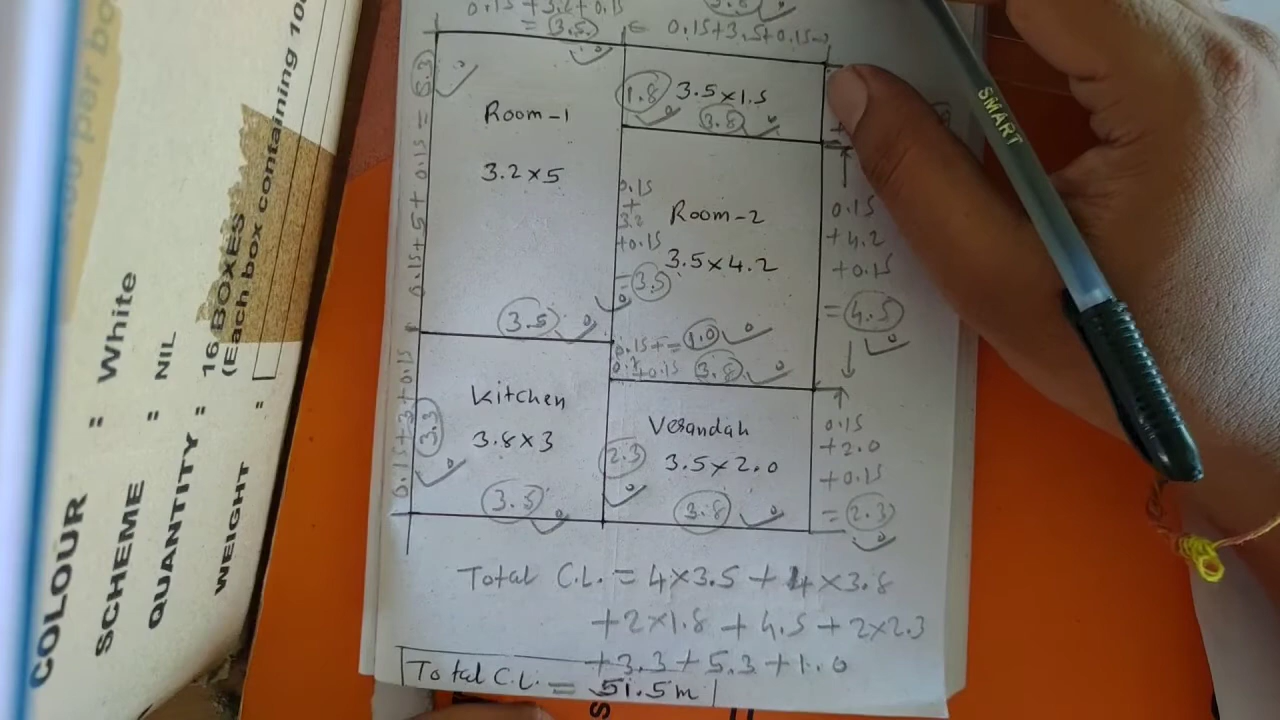 0.15 + 3.2 + 0.15
= 3.5
3.8
← 0.15+3.5+0.15→
0.15+5+0.15 = 5.3
Room-1
3.2×5
3.5
1.8 3.5×1.5
3.8
0.15
+
3.2
+0.15
= 3.5
Room-2
3.5×4.2
0.15
+4.2
+0.15
= 4.5
= 1.0
3.8
0.15+3+0.15
3.3
Kitchen
3.8×3
3.5
Verandah
2.3 3.5×2.0
3.8
0.15
+2.0
+0.15
= 2.3
Total C.L. = 4×3.5 + 4×3.8
+2×1.8 + 4.5 + 2×2.3
+3.3+5.3+1.0
Total C.L. = 51.5m
SMART
COLOUR :
SCHEME : White
QUANTITY : NIL
WEIGHT : 16 BOXES
(Each box containing